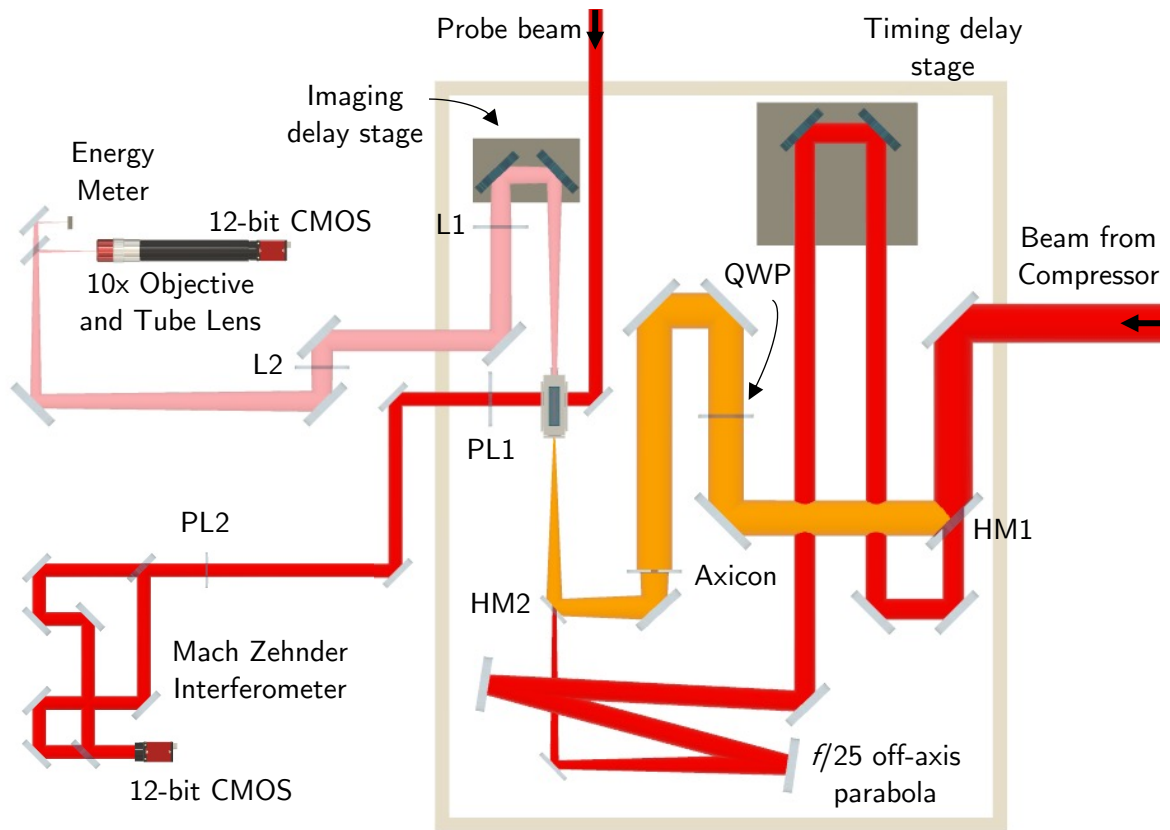 Probe beam
Timing delay
stage
Imaging
delay stage
Energy
Meter
12-bit CMOS
L1
10x Objective
and Tube Lens
QWP
Beam from
Compressor
L2
PL1
PL2
HM1
Axicon
HM2
Mach Zehnder
Interferometer
f/25 off-axis
parabola
12-bit CMOS